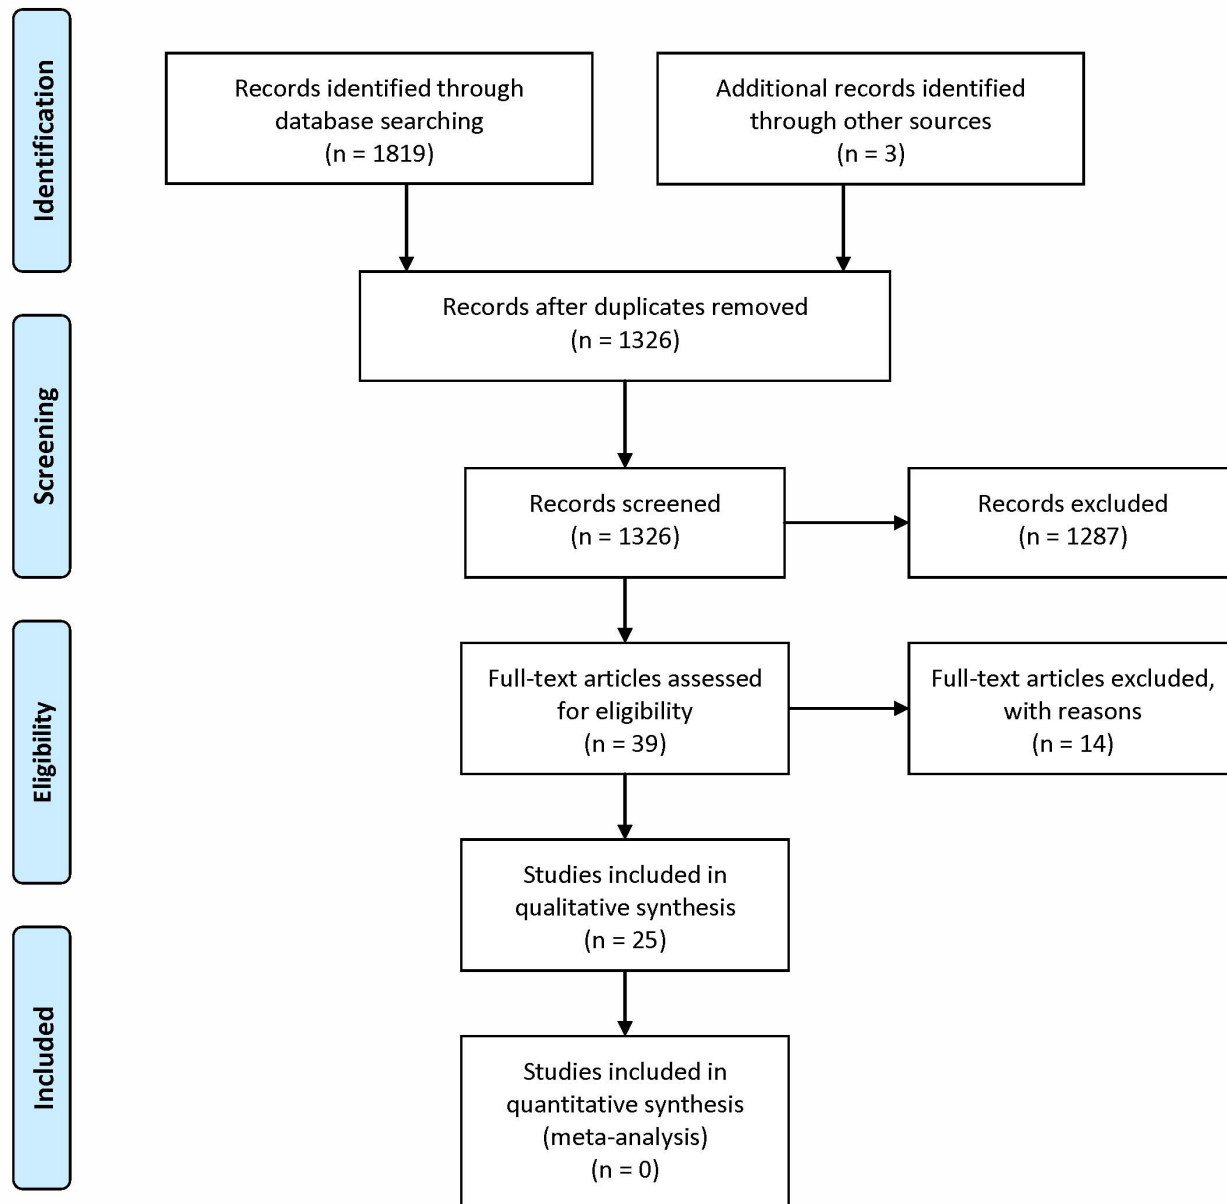 Identification
Records identified through
database searching
(n = 1819)
Additional records identified
through other sources
(n = 3)
Records after duplicates removed
(n = 1326)
Screening
Records screened
(n = 1326)
Records excluded
(n = 1287)
Eligibility
Full-text articles assessed
for eligibility
(n = 39)
Full-text articles excluded,
with reasons
(n = 14)
Studies included in
qualitative synthesis
(n = 25)
Included
Studies included in
quantitative synthesis
(meta-analysis)
(n = 0)